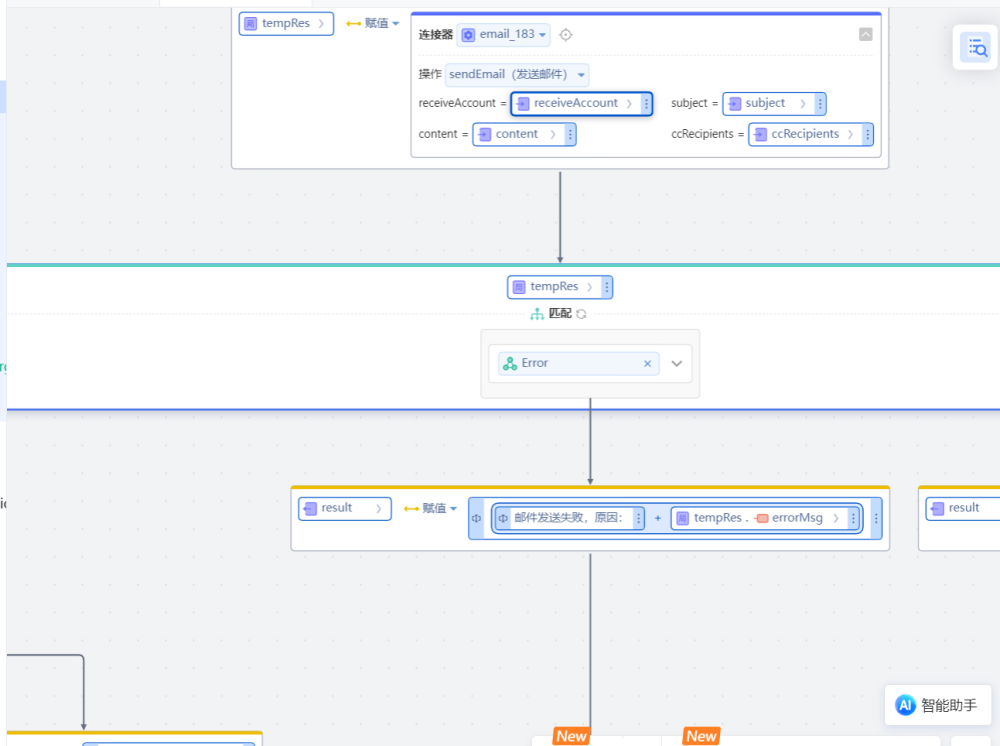 tempRes 赋值 连接器 email_183
操作 sendEmail（发送邮件）
receiveAccount = receiveAccount subject = subject
content = content ccRecipients = ccRecipients
tempRes
匹配
Error
result 赋值 邮件发送失败，原因： + tempRes . errorMsg result
AI 智能助手
New New